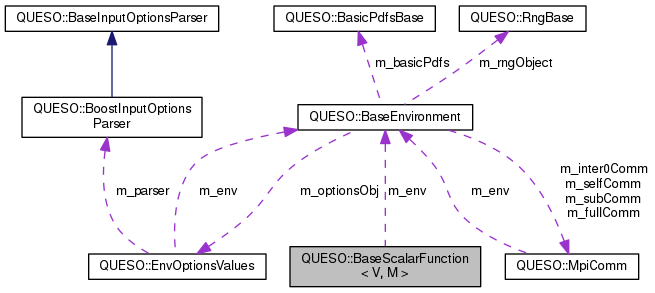 QUESO::BaseInputOptionsParser
QUESO::BasicPdfsBase
QUESO::RngBase
m_basicPdfs
m_rngObject
QUESO::BoostInputOptions
Parser
QUESO::BaseEnvironment
m_parser
m_env
m_optionsObj
m_env
m_env
m_inter0Comm
m_selfComm
m_subComm
m_fullComm
QUESO::EnvOptionsValues
QUESO::BaseScalarFunction
< V, M >
QUESO::MpiComm